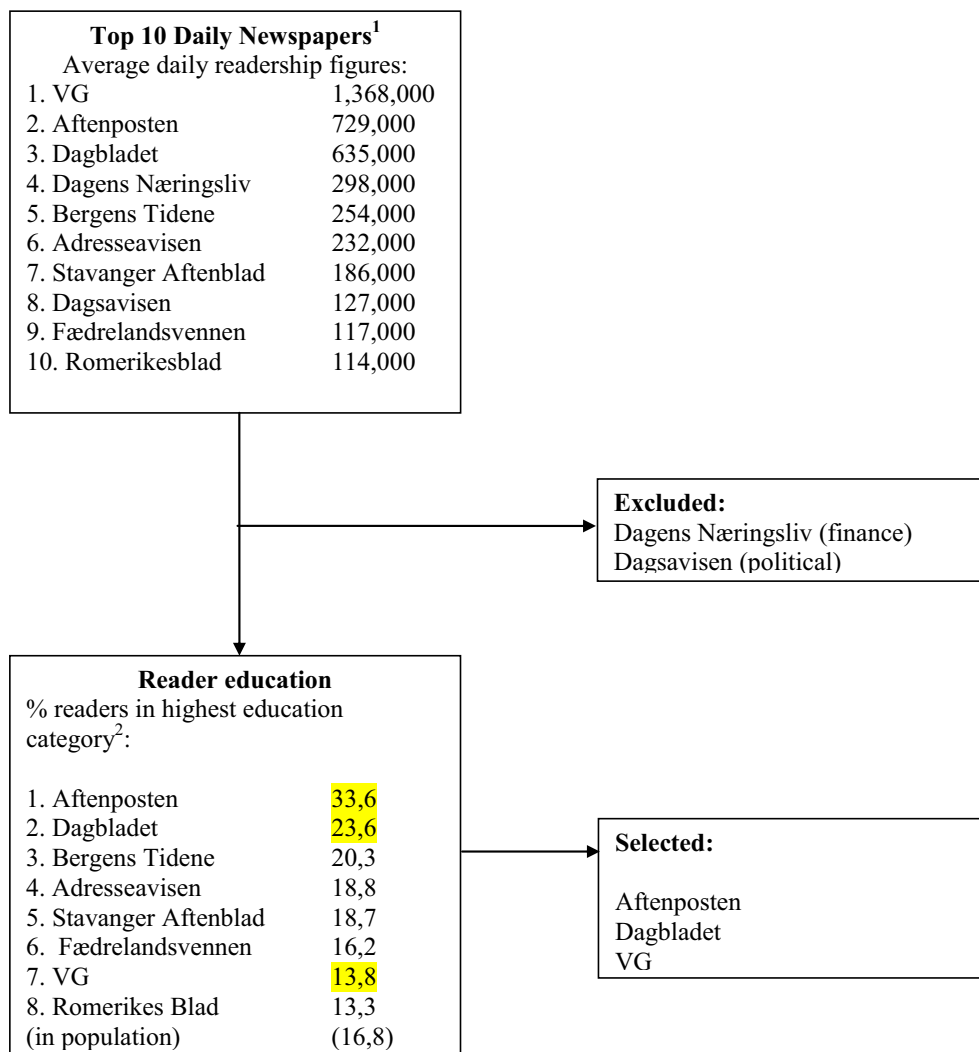 Top 10 Daily Newspapers1
Average daily readership figures:
1. VG 1,368,000
2. Aftenposten 729,000
3. Dagbladet 635,000
4. Dagens Næringsliv 298,000
5. Bergens Tidene 254,000
6. Adresseavisen 232,000
7. Stavanger Aftenblad 186,000
8. Dagsavisen 127,000
9. Fædrelandsvennen 117,000
10. Romerikesblad 114,000
Excluded:
Dagens Næringsliv (finance)
Dagsavisen (political)
Reader education
% readers in highest education
category2:
1. Aftenposten 33,6
2. Dagbladet 23,6
3. Bergens Tidene 20,3
4. Adresseavisen 18,8
5. Stavanger Aftenblad 18,7
6. Fædrelandsvennen 16,2
7. VG 13,8
8. Romerikes Blad 13,3
(in population) (16,8)
Selected:
Aftenposten
Dagbladet
VG